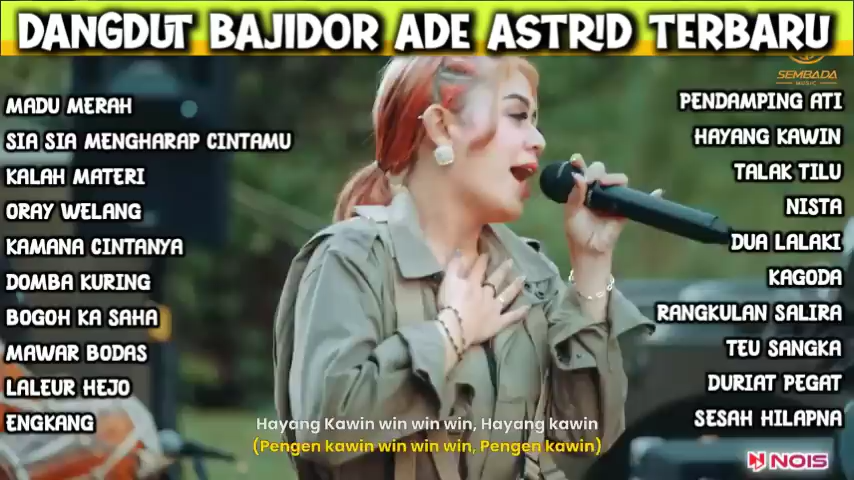 DANGDUT BAJIDOR ADE ASTRID TERBARU
SEMBADA
MUSIC
MADU MERAH
SIA SIA MENGHARAP CINTAMU
KALAH MATERI
ORAY WELANG
KAMANA CINTANYA
DOMBA KURING
BOGOH KA SAHA
MAWAR BODAS
LALEUR HEJO
ENGKANG
PENDAMPING ATI
HAYANG KAWIN
TALAK TILU
NISTA
DUA LALAKI
KAGODA
RANGKULAN SALIRA
TEU SANGKA
DURIAT PEGAT
SESAH HILAPNA
Hayang Kawin win win win, Hayang kawin
(Pengen kawin win win win, Pengen kawin)
NOIS